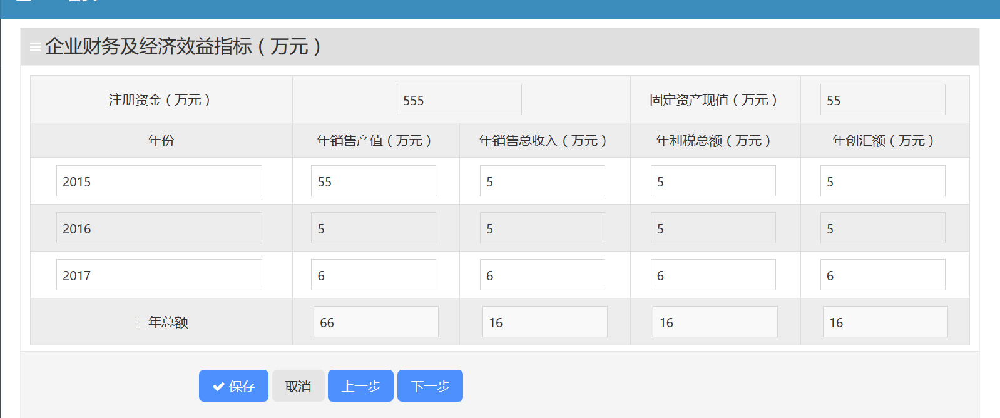 企业财务及经济效益指标（万元）
注册资金（万元） 555 固定资产现值（万元） 55
年份 年销售产值（万元） 年销售总收入（万元） 年利税总额（万元） 年创汇额（万元）
2015 55 5 5 5
2016 5 5 5 5
2017 6 6 6 6
三年总额 66 16 16 16
保存 取消 上一步 下一步